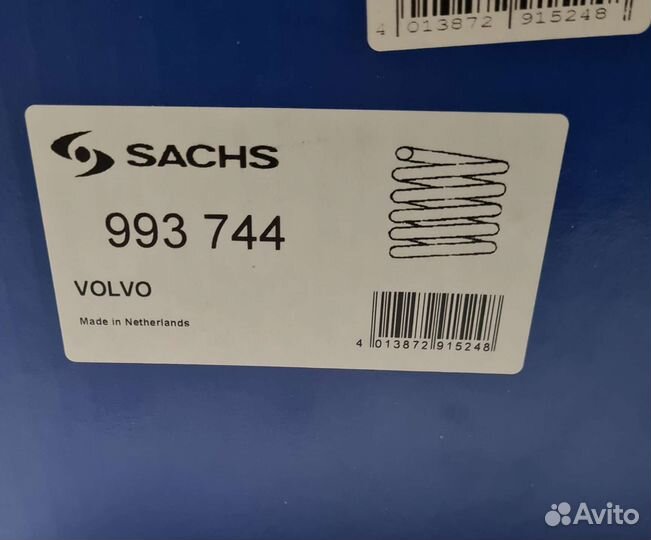 4 013872 915248
SACHS
993 744
VOLVO
Made in Netherlands
4 013872 915248
Avito